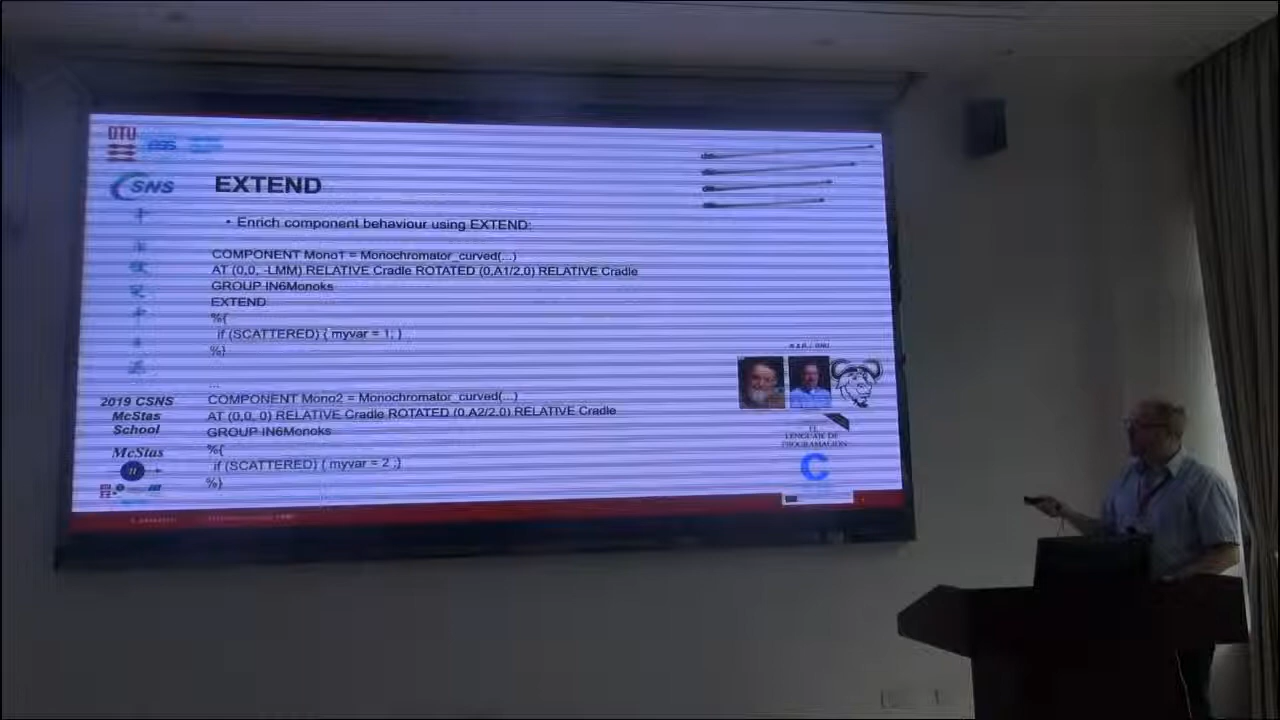 DTU
ess
CSNS
EXTEND
• Enrich component behaviour using EXTEND:
COMPONENT Mono1 = Monochromator_curved(...)
AT (0,0, -LMM) RELATIVE Cradle ROTATED (0,A1/2,0) RELATIVE Cradle
GROUP IN6Monoks
EXTEND
%{
if (SCATTERED) { myvar = 1; }
%}
...
COMPONENT Mono2 = Monochromator_curved(...)
AT (0,0, 0) RELATIVE Cradle ROTATED (0,A2/2,0) RELATIVE Cradle
GROUP IN6Monoks
%{
if (SCATTERED) { myvar = 2 ;}
%}
2019 CSNS
McStas
School
McStas
EL
LENGUAJE DE
PROGRAMACION
C